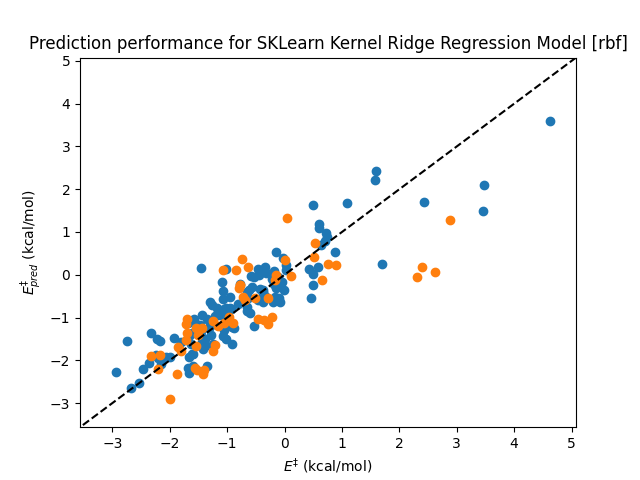 Prediction performance for SKLearn Kernel Ridge Regression Model [rbf]
5
4
3
2
1
0
−1
−2
−3
E‡pred (kcal/mol)
−3 −2 −1 0 1 2 3 4 5
E‡ (kcal/mol)